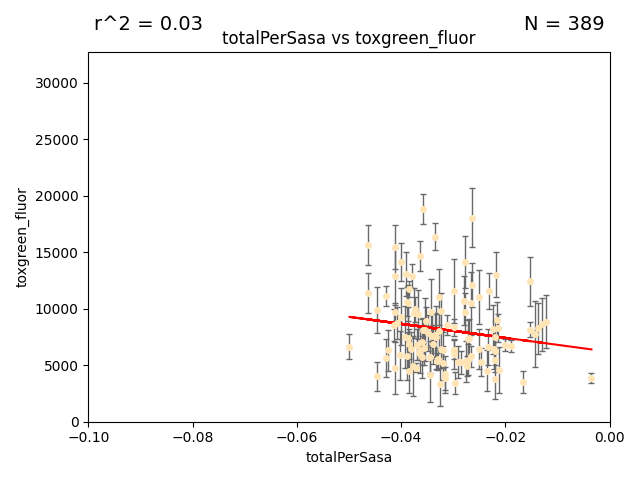 r^2 = 0.03
N = 389
totalPerSasa vs toxgreen_fluor
30000
25000
20000
15000
10000
5000
0
toxgreen_fluor
−0.10
−0.08
−0.06
−0.04
−0.02
0.00
totalPerSasa